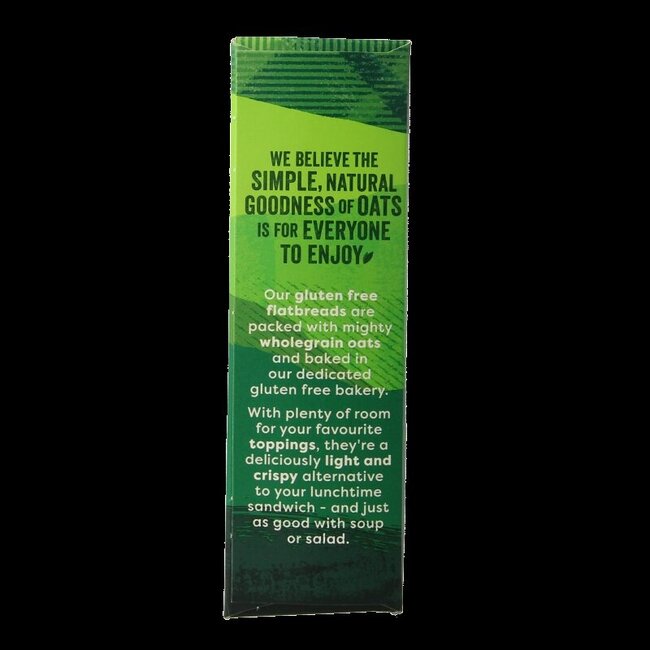 WE BELIEVE THE
SIMPLE, NATURAL
GOODNESS OF OATS
IS FOR EVERYONE
TO ENJOY
Our gluten free
flatbreads are
packed with mighty
wholegrain oats
and baked in
our dedicated
gluten free bakery.
With plenty of room
for your favourite
toppings, they're a
deliciously light and
crispy alternative
to your lunchtime
sandwich - and just
as good with soup
or salad.